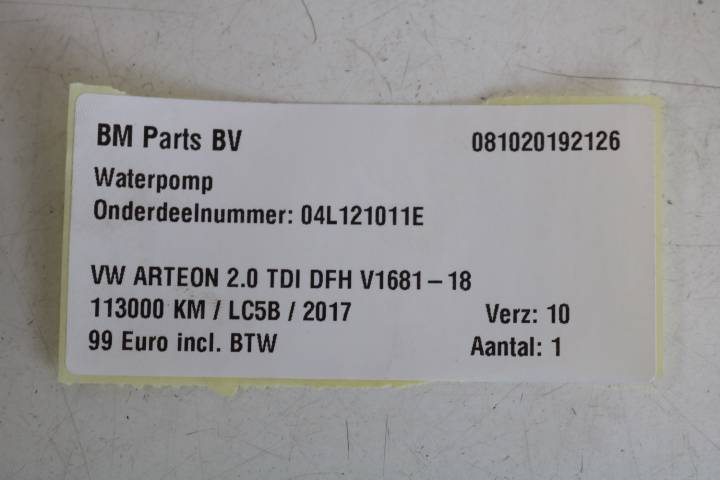 BM Parts BV 081020192126
Waterpomp
Onderdeelnummer: 04L121011E
VW ARTEON 2.0 TDI DFH V1681-18
113000 KM / LC5B / 2017 Verz: 10
99 Euro incl. BTW Aantal: 1